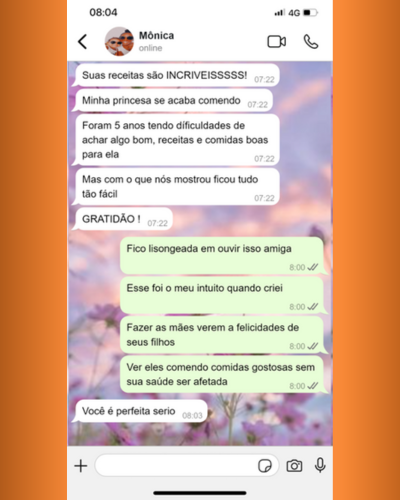 08:04
4G
Mônica
online
Suas receitas são INCRIVEISSSSS!
07:22
Minha princesa se acaba comendo
07:22
Foram 5 anos tendo díficuldades de
achar algo bom, receitas e comidas boas
para ela
07:22
Mas com o que nós mostrou ficou tudo
tão fácil
07:22
GRATIDÃO !
07:22
Fico lisongeada em ouvir isso amiga
8:00
Esse foi o meu intuito quando criei
8:00
Fazer as mães verem a felicidades de
seus filhos
8:00
Ver eles comendo comidas gostosas sem
sua saúde ser afetada
8:00
Você é perfeita serio
08:03